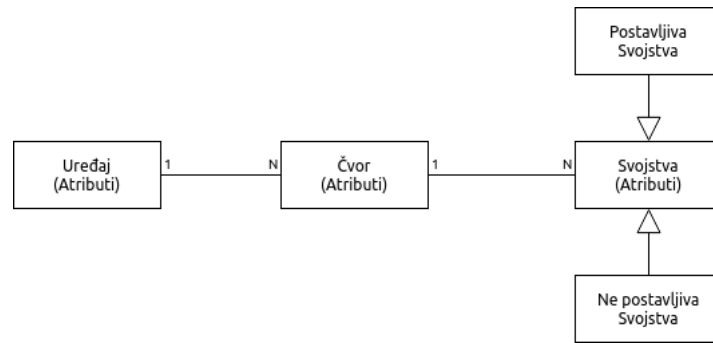 Postavljiva
Svojstva
Uređaj
(Atributi)
1
N
Čvor
(Atributi)
1
N
Svojstva
(Atributi)
Ne postavljiva
Svojstva